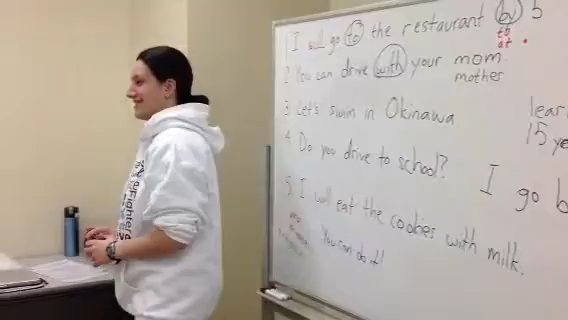 1 I will go to the restaurant by 5
to
at
2 You can drive with your mom
mother
3 Let's swim in Okinawa
4 Do you drive to school?
5 I will eat the cookies with milk.
You can do it!
lear
15 ye
I go b
Fighters